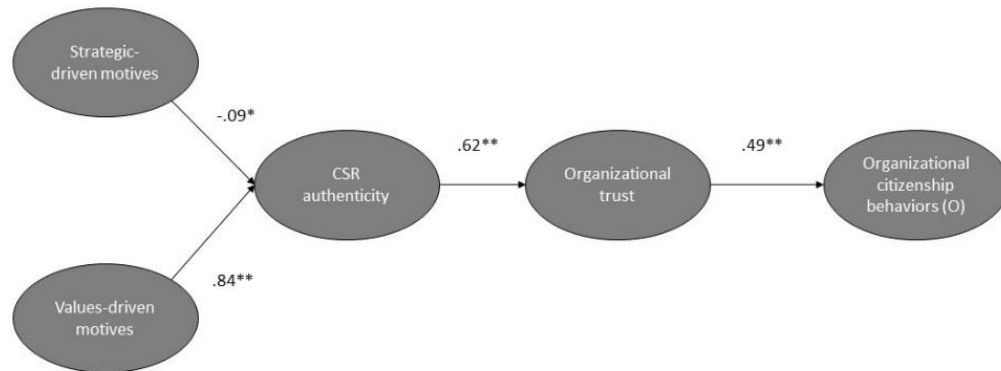 Strategic-
driven motives
-.09*
CSR
authenticity
.62**
Organizational
trust
.49**
Organizational
citizenship
behaviors (O)
.84**
Values-driven
motives